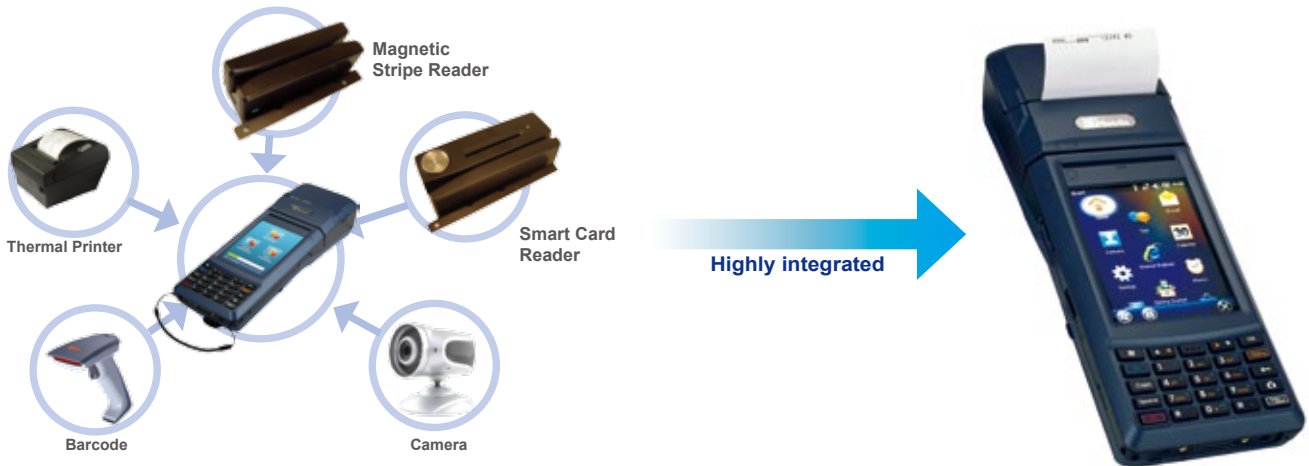 Magnetic
Stripe Reader
Thermal Printer
Smart Card
Reader
Highly integrated
Barcode
Camera